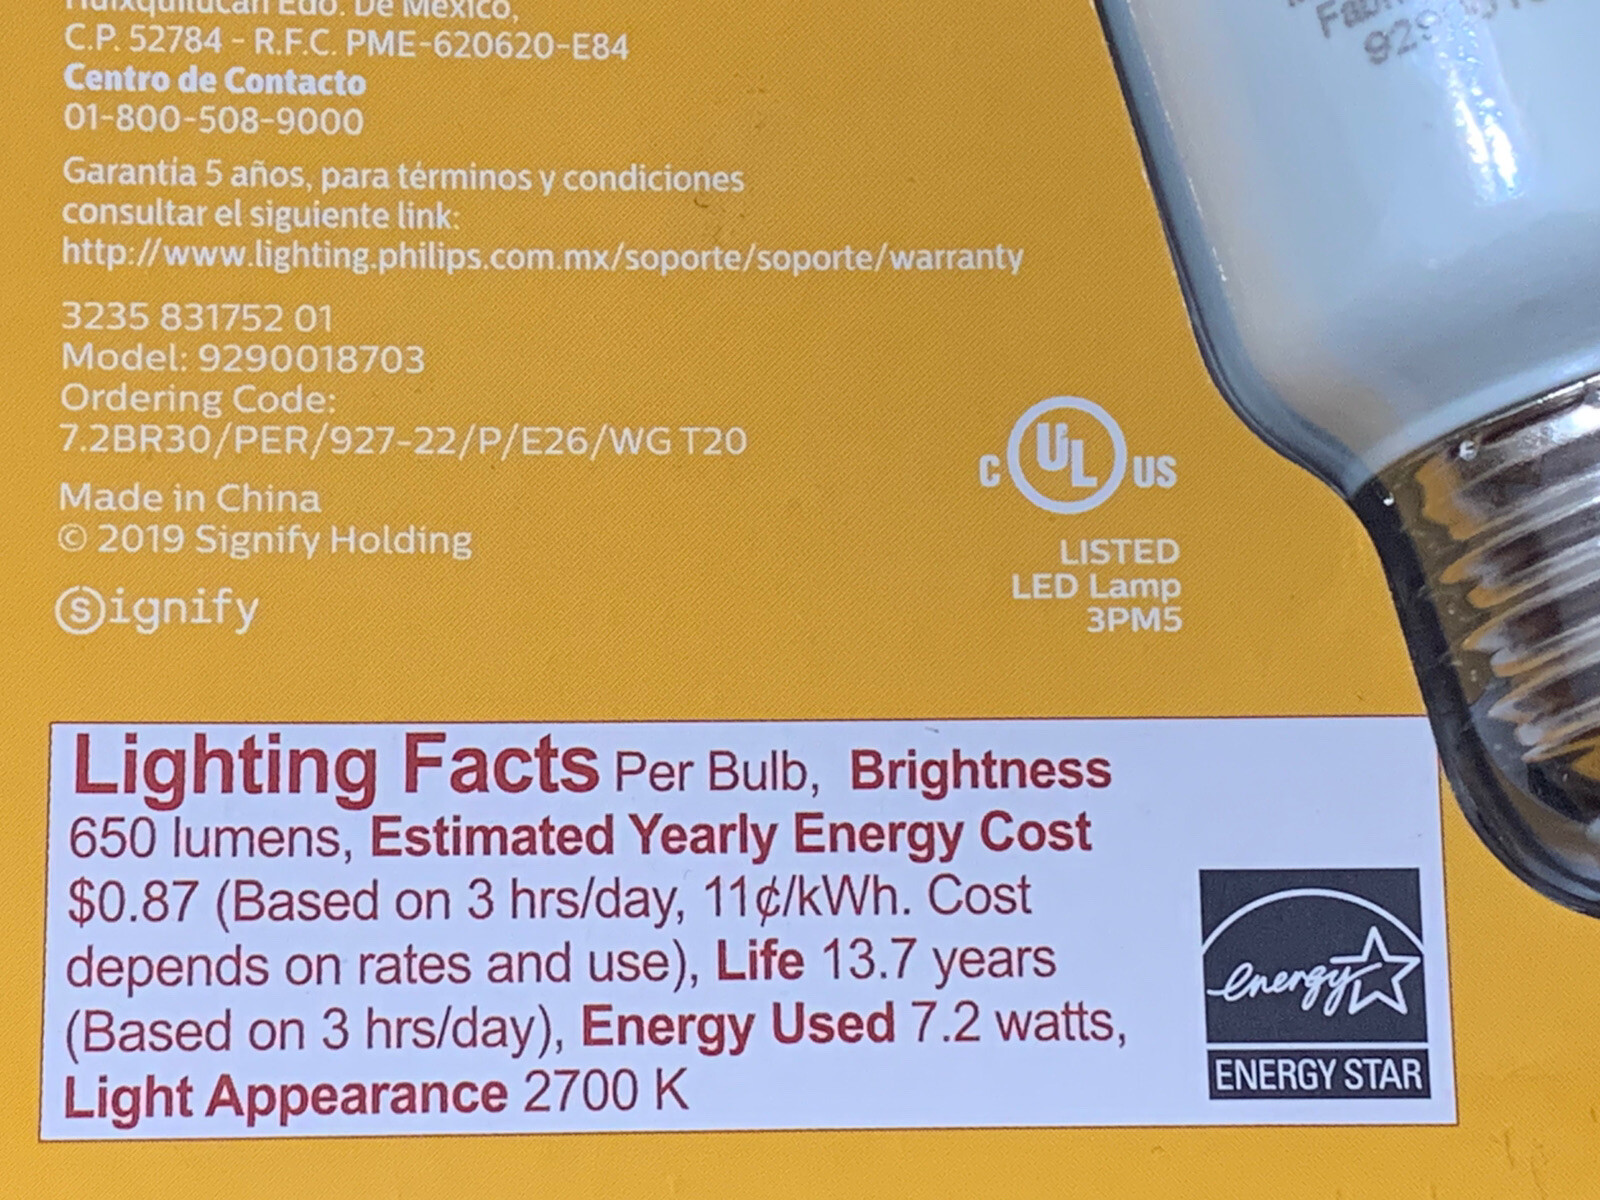 Huixquilucan Edo. De México,
C.P. 52784 - R.F.C. PME-620620-E84
Centro de Contacto
01-800-508-9000
Garantía 5 años, para términos y condiciones
consultar el siguiente link:
http://www.lighting.philips.com.mx/soporte/soporte/warranty
3235 831752 01
Model: 9290018703
Ordering Code:
7.2BR30/PER/927-22/P/E26/WG T20
Made in China
© 2019 Signify Holding
Signify
C UL US
LISTED
LED Lamp
3PM5
Lighting Facts Per Bulb, Brightness
650 lumens, Estimated Yearly Energy Cost
$0.87 (Based on 3 hrs/day, 11¢/kWh. Cost
depends on rates and use), Life 13.7 years
(Based on 3 hrs/day), Energy Used 7.2 watts,
Light Appearance 2700 K
energy
ENERGY STAR